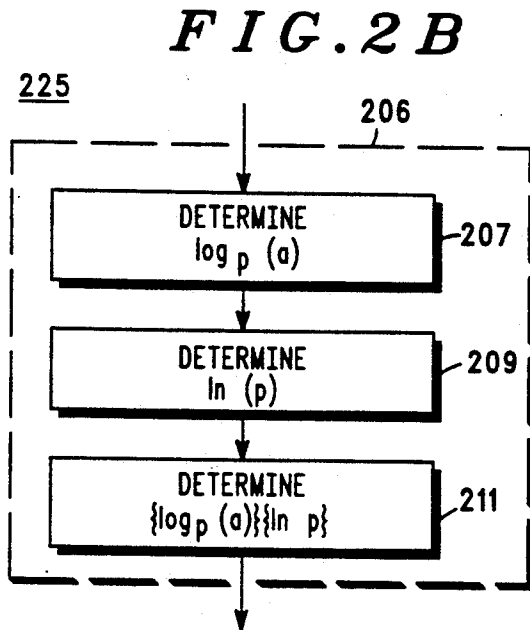 FIG.2B
225
206
DETERMINE
log p (a)
207
DETERMINE
ln (p)
209
DETERMINE
{log p (a)}{ln p}
211